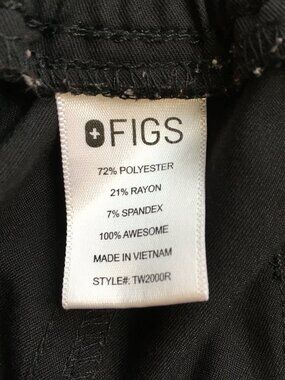 FIGS
72% POLYESTER
21% RAYON
7% SPANDEX
100% AWESOME
MADE IN VIETNAM
STYLE#: TW2000R